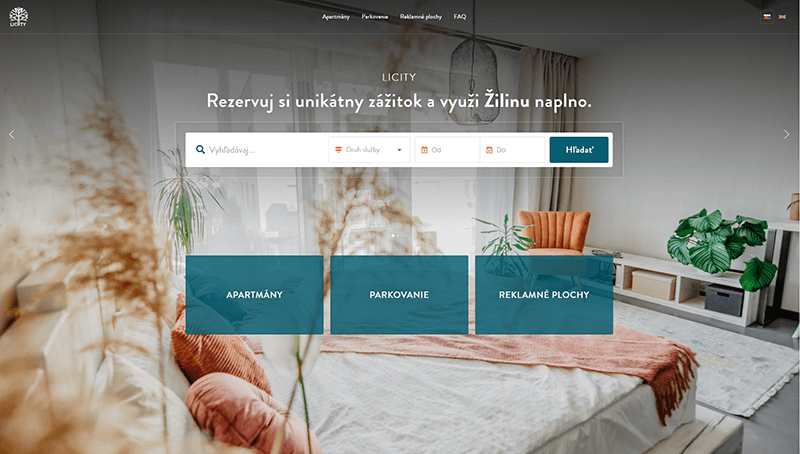 LICITY
Apartmány Parkovanie Reklamné plochy FAQ
LICITY
Rezervuj si unikátny zážitok a využi Žilinu naplno.
Vyhľadávaj... Druh služby Od Do Hľadať
APARTMÁNY PARKOVANIE REKLAMNÉ PLOCHY